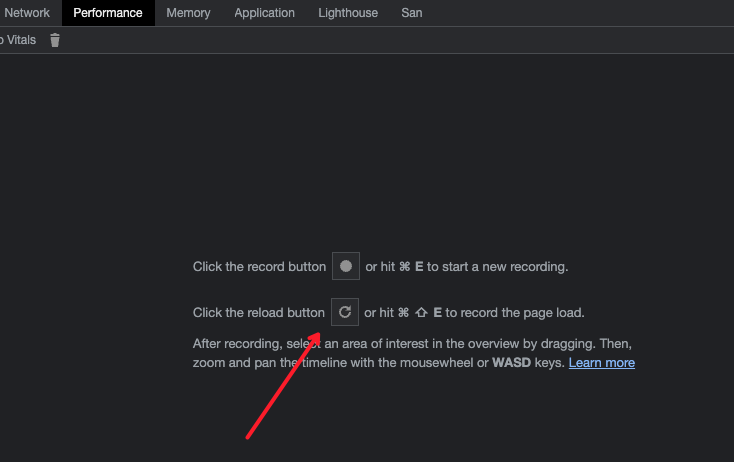 Network Performance Memory Application Lighthouse San
Vitals
Click the record button or hit ⌘ E to start a new recording.
Click the reload button or hit ⌘ ⇧ E to record the page load.
After recording, select an area of interest in the overview by dragging. Then,
zoom and pan the timeline with the mousewheel or WASD keys. Learn more